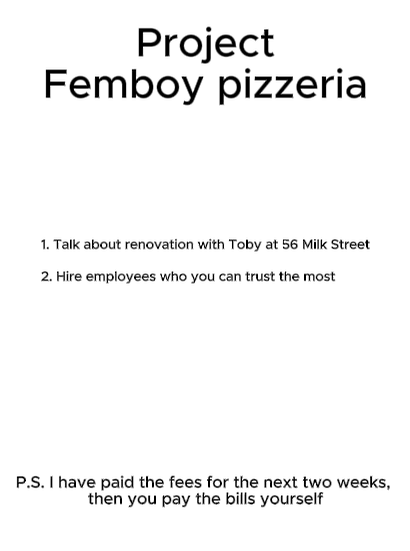 Project
Femboy pizzeria
1. Talk about renovation with Toby at 56 Milk Street
2. Hire employees who you can trust the most
P.S. I have paid the fees for the next two weeks,
then you pay the bills yourself